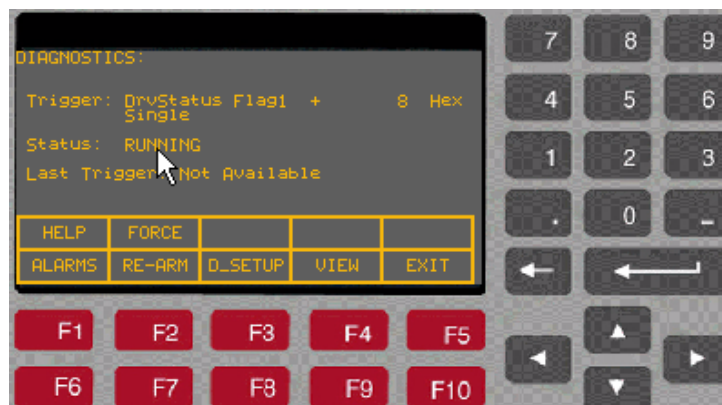 DIAGNOSTICS:
Trigger: DrvStatus Flag1 + 8 Hex
Single
Status: RUNNING
Last Trigger: Not Available
HELP FORCE
ALARMS RE-ARM D_SETUP VIEW EXIT
F1 F2 F3 F4 F5
F6 F7 F8 F9 F10
7 8 9
4 5 6
1 2 3
. 0 -